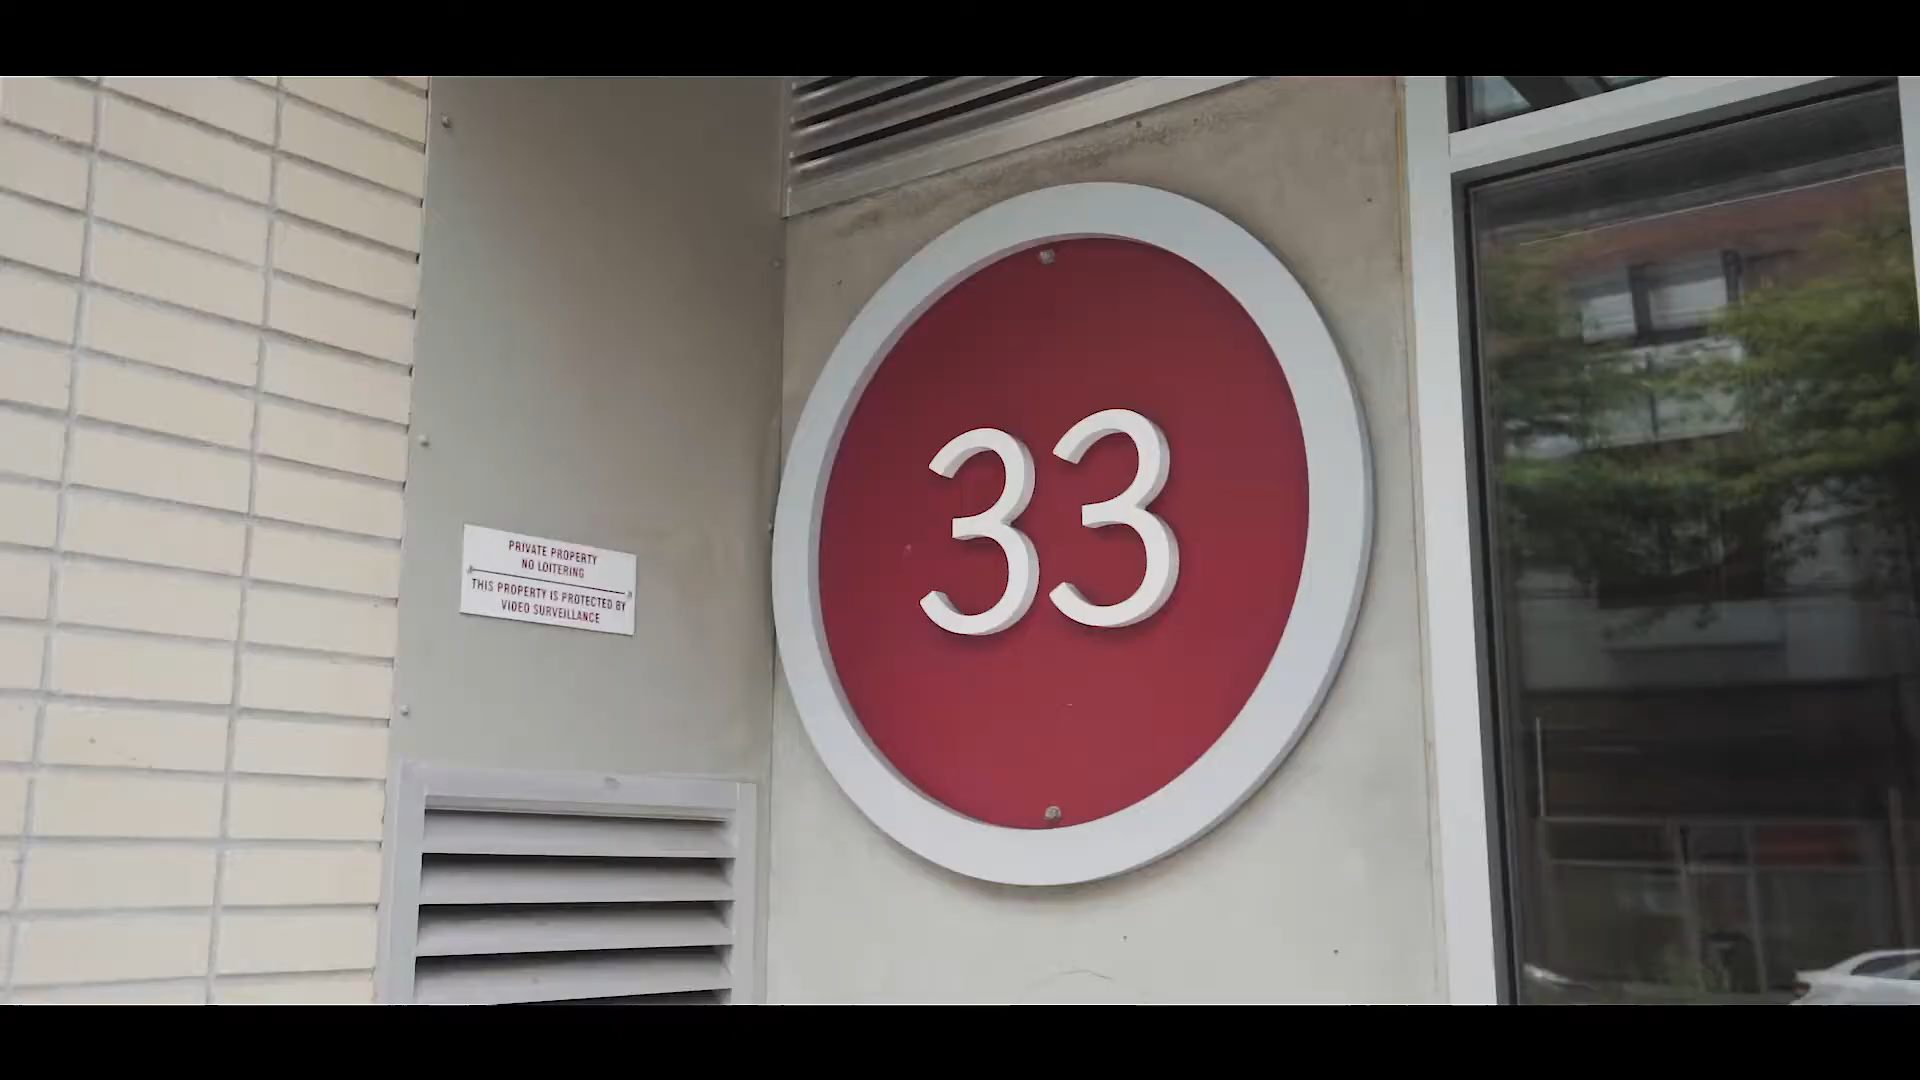 PRIVATE PROPERTY
NO LOITERING
THIS PROPERTY IS PROTECTED BY
VIDEO SURVEILLANCE
33